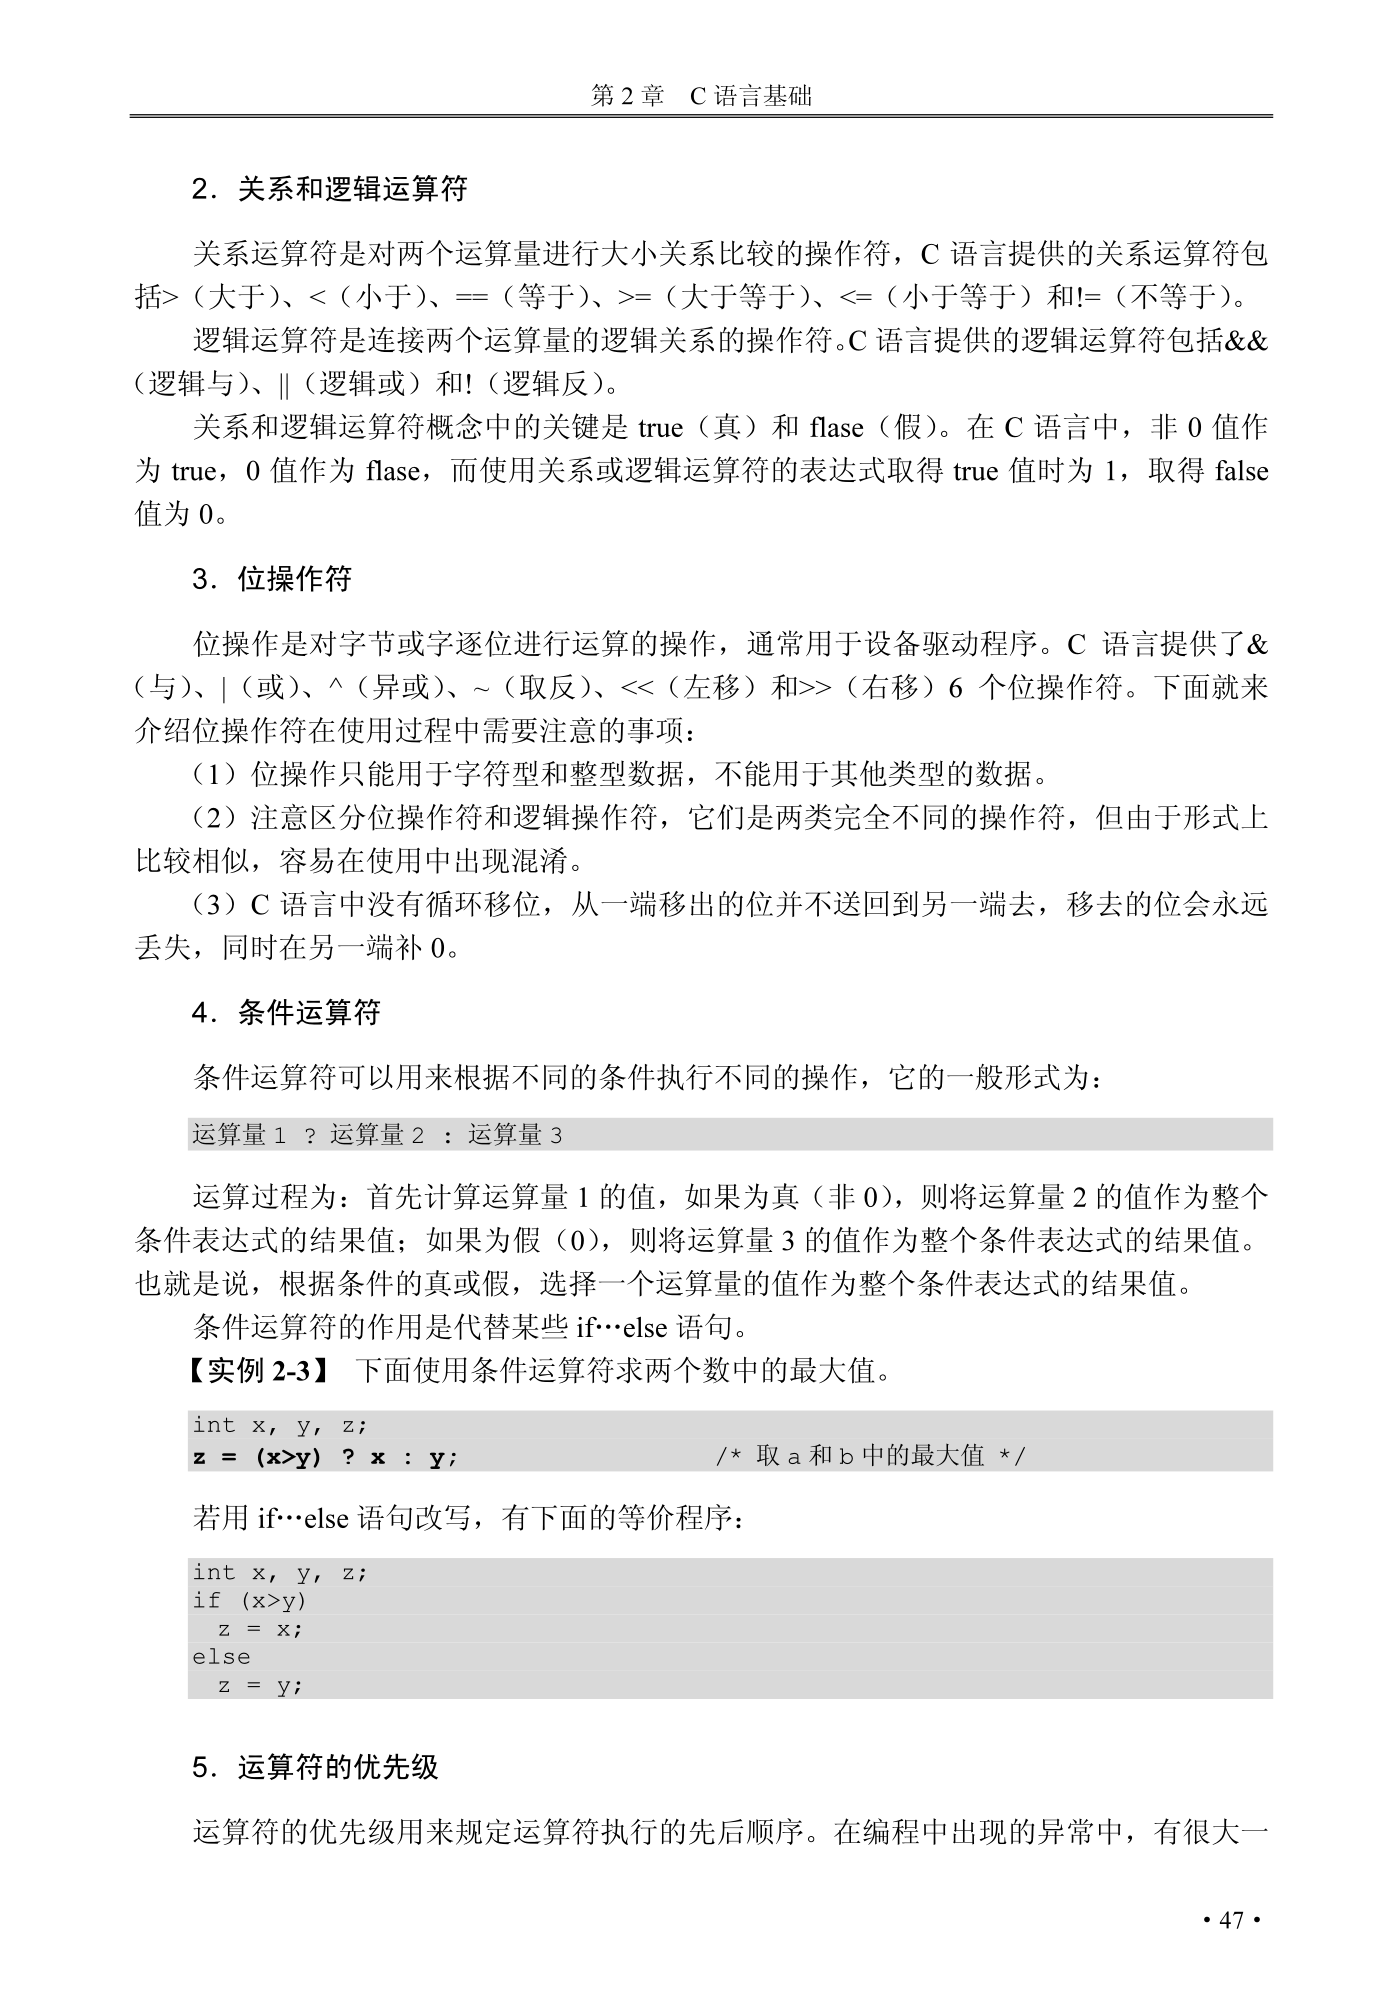 第 2 章　C 语言基础
2．关系和逻辑运算符
关系运算符是对两个运算量进行大小关系比较的操作符，C 语言提供的关系运算符包
括>（大于）、<（小于）、==（等于）、>=（大于等于）、<=（小于等于）和!=（不等于）。
逻辑运算符是连接两个运算量的逻辑关系的操作符。C 语言提供的逻辑运算符包括&&
（逻辑与）、||（逻辑或）和!（逻辑反）。
关系和逻辑运算符概念中的关键是 true（真）和 flase（假）。在 C 语言中，非 0 值作
为 true，0 值作为 flase，而使用关系或逻辑运算符的表达式取得 true 值时为 1，取得 false
值为 0。
3．位操作符
位操作是对字节或字逐位进行运算的操作，通常用于设备驱动程序。C 语言提供了&
（与）、|（或）、^（异或）、~（取反）、<<（左移）和>>（右移）6 个位操作符。下面就来
介绍位操作符在使用过程中需要注意的事项：
（1）位操作只能用于字符型和整型数据，不能用于其他类型的数据。
（2）注意区分位操作符和逻辑操作符，它们是两类完全不同的操作符，但由于形式上
比较相似，容易在使用中出现混淆。
（3）C 语言中没有循环移位，从一端移出的位并不送回到另一端去，移去的位会永远
丢失，同时在另一端补 0。
4．条件运算符
条件运算符可以用来根据不同的条件执行不同的操作，它的一般形式为：
运算量 1 ? 运算量 2 : 运算量 3
运算过程为：首先计算运算量 1 的值，如果为真（非 0），则将运算量 2 的值作为整个
条件表达式的结果值；如果为假（0），则将运算量 3 的值作为整个条件表达式的结果值。
也就是说，根据条件的真或假，选择一个运算量的值作为整个条件表达式的结果值。
条件运算符的作用是代替某些 if…else 语句。
【实例 2-3】 下面使用条件运算符求两个数中的最大值。
int x, y, z;
z = (x>y) ? x : y; /* 取 a 和 b 中的最大值 */
若用 if…else 语句改写，有下面的等价程序：
int x, y, z;
if (x>y)
z = x;
else
z = y;
5．运算符的优先级
运算符的优先级用来规定运算符执行的先后顺序。在编程中出现的异常中，有很大一
·47·